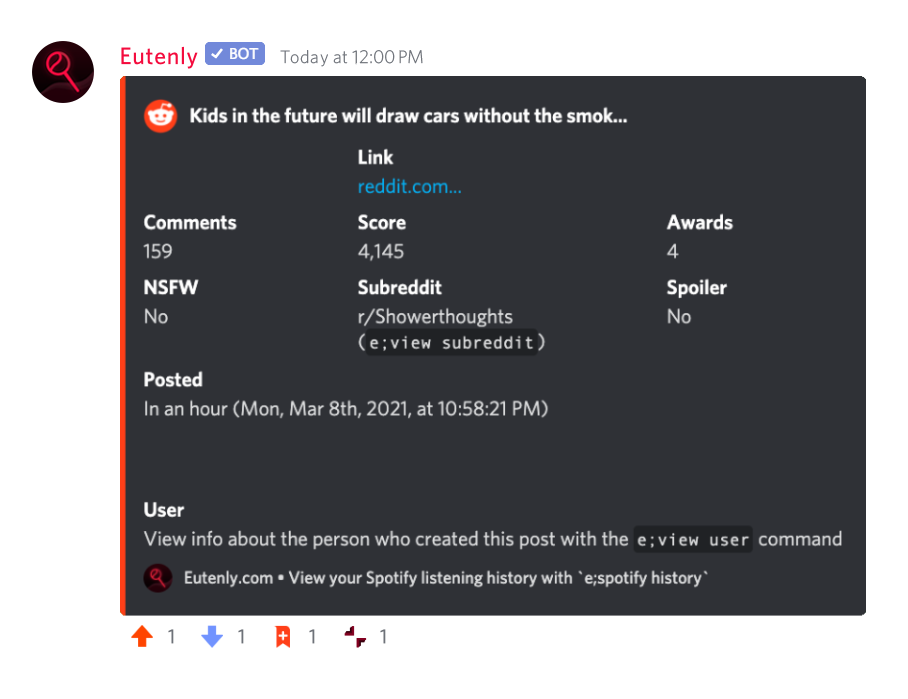 Eutenly ✓ BOT Today at 12:00 PM
Kids in the future will draw cars without the smok...
Link
reddit.com...
Comments Score Awards
159 4,145 4
NSFW Subreddit Spoiler
No r/Showerthoughts No
(e;view subreddit)
Posted
In an hour (Mon, Mar 8th, 2021, at 10:58:21 PM)
User
View info about the person who created this post with the e;view user command
Eutenly.com • View your Spotify listening history with `e;spotify history`
1 1 1 1